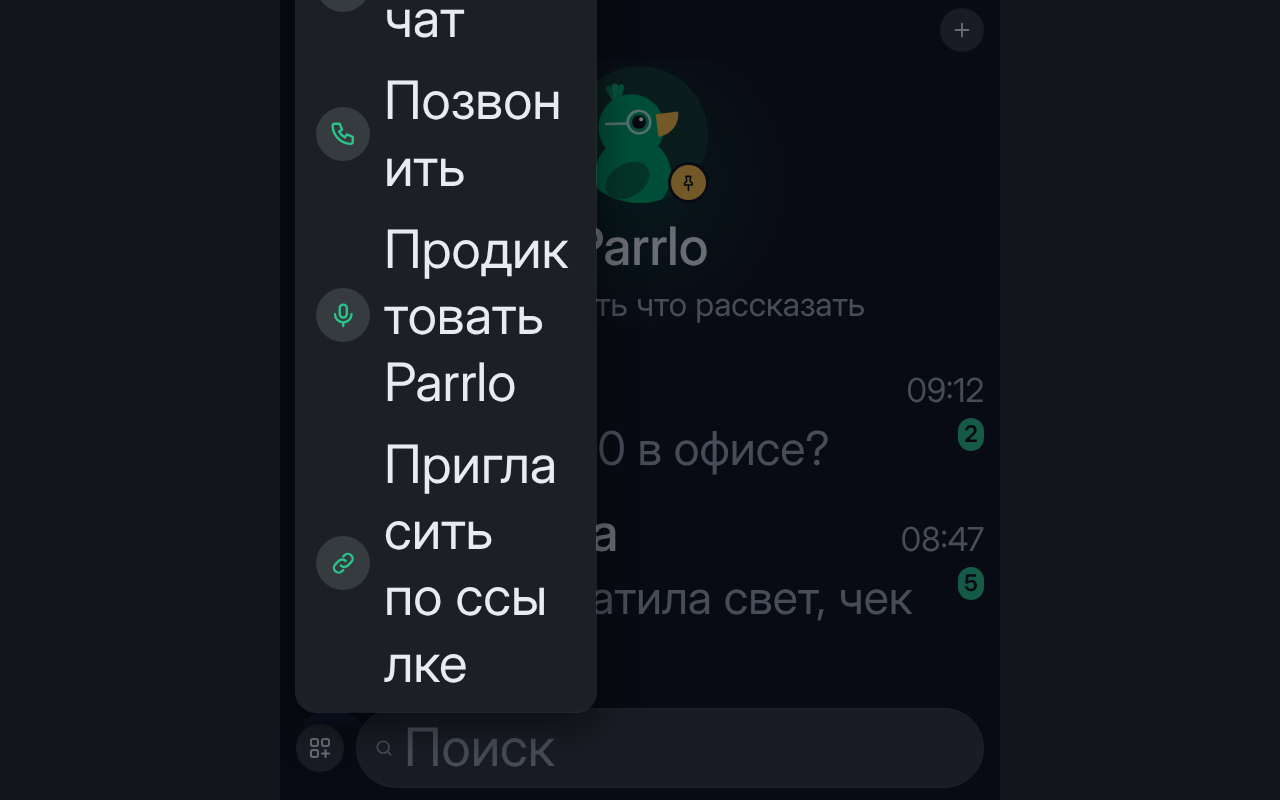 чат
Позвон
ить
Продик
товать
Parrlo
Пригла
сить
по ссы
лке
Parrlo
ть что рассказать
09:12
0 в офисе?
2
а
08:47
атила свет, чек
5
Поиск